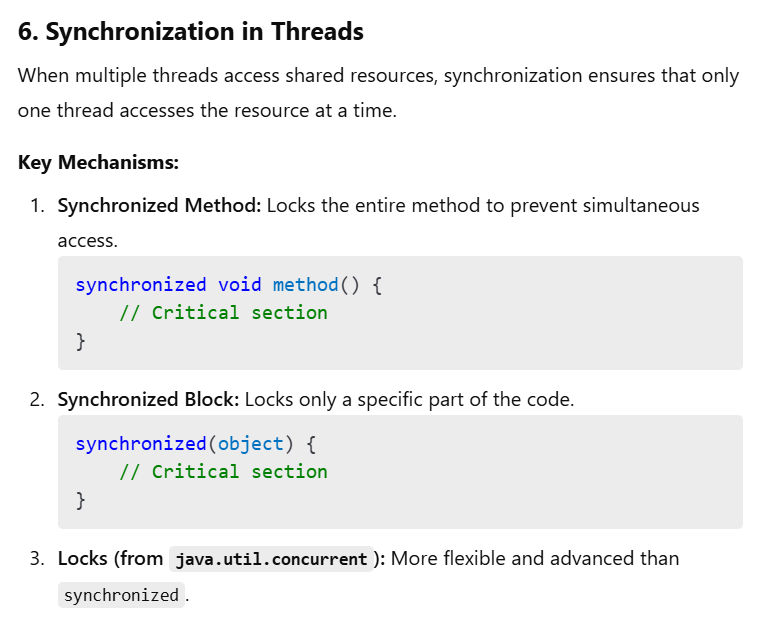 6. Synchronization in Threads
When multiple threads access shared resources, synchronization ensures that only
one thread accesses the resource at a time.
Key Mechanisms:
1. Synchronized Method: Locks the entire method to prevent simultaneous
access.
synchronized void method() {
    // Critical section
}
2. Synchronized Block: Locks only a specific part of the code.
synchronized(object) {
    // Critical section
}
3. Locks (from java.util.concurrent): More flexible and advanced than
synchronized.